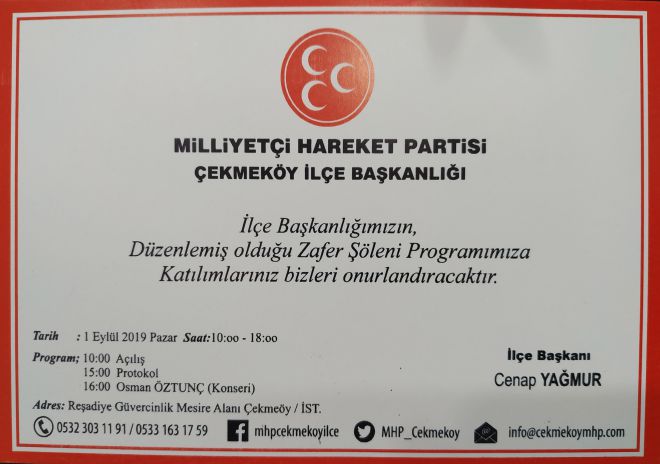 MİLLİYETÇİ HAREKET PARTİSİ
ÇEKMEKÖY İLÇE BAŞKANLIĞI
İlçe Başkanlığımızın,
Düzenlemiş olduğu Zafer Şöleni Programımıza
Katılımlarınız bizleri onurlandıracaktır.
Tarih : 1 Eylül 2019 Pazar Saat:10:00 - 18:00
Program; 10:00 Açılış
15:00 Protokol
16:00 Osman ÖZTUNÇ (Konseri)
İlçe Başkanı
Cenap YAĞMUR
Adres: Reşadiye Güvercinlik Mesire Alanı Çekmeöy / İST.
0532 303 11 91 / 0533 163 17 59 mhpcekmekoyilce MHP_Cekmekoy info@cekmekoymhp.com